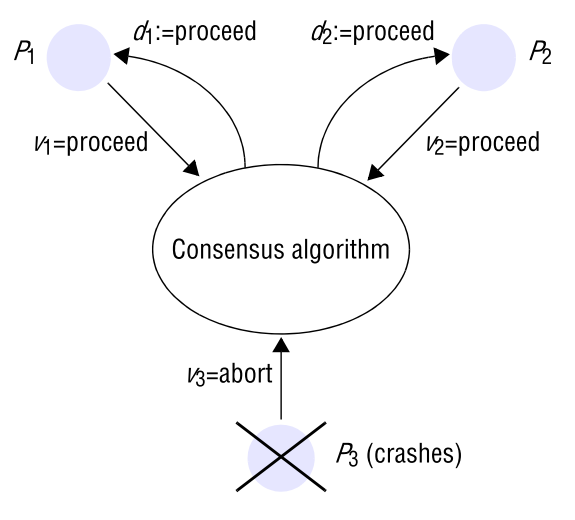 d1:=proceed
d2:=proceed
P1
P2
v1=proceed
v2=proceed
Consensus algorithm
v3=abort
P3 (crashes)